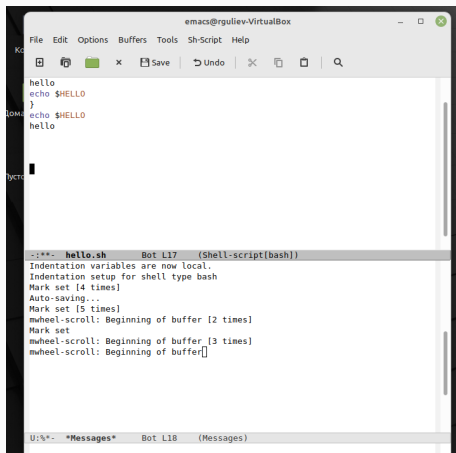 emacs@rguliev-VirtualBox
File Edit Options Buffers Tools Sh-Script Help
Save Undo
hello
echo $HELLO
}
echo $HELLO
hello
-:**- hello.sh Bot L17 (Shell-script[bash])
Indentation variables are now local.
Indentation setup for shell type bash
Mark set [4 times]
Auto-saving...
Mark set [5 times]
mwheel-scroll: Beginning of buffer [2 times]
Mark set
mwheel-scroll: Beginning of buffer [3 times]
mwheel-scroll: Beginning of buffer
U:%*- *Messages* Bot L18 (Messages)